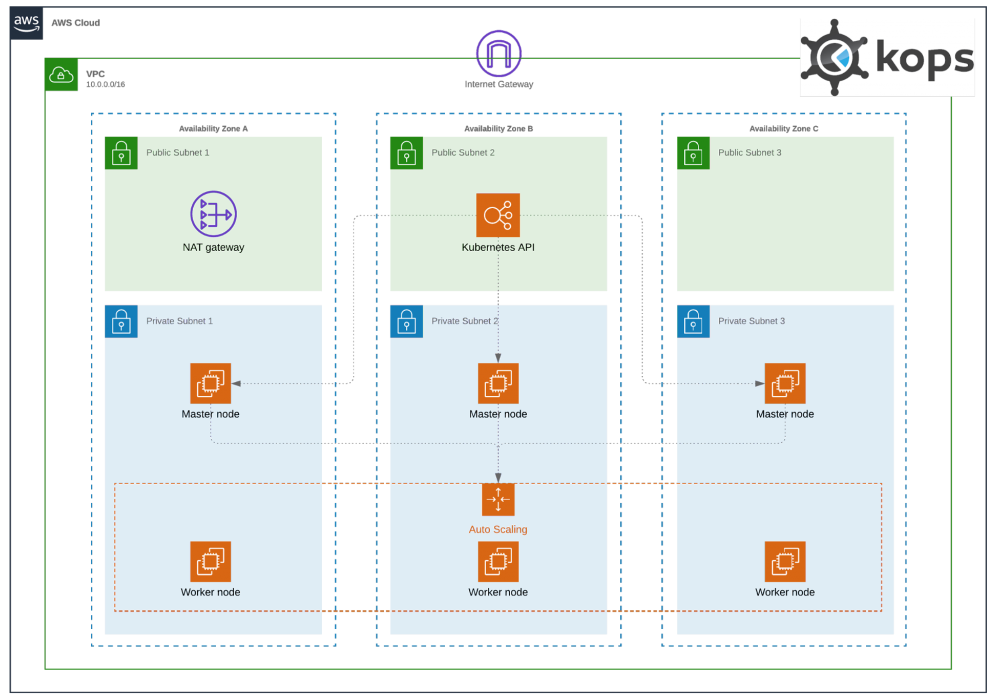 aws
AWS Cloud
kops
VPC
10.0.0.0/16
Internet Gateway
Availability Zone A
Availability Zone B
Availability Zone C
Public Subnet 1
Public Subnet 2
Public Subnet 3
NAT gateway
Kubernetes API
Private Subnet 1
Private Subnet 2
Private Subnet 3
Master node
Master node
Master node
Auto Scaling
Worker node
Worker node
Worker node